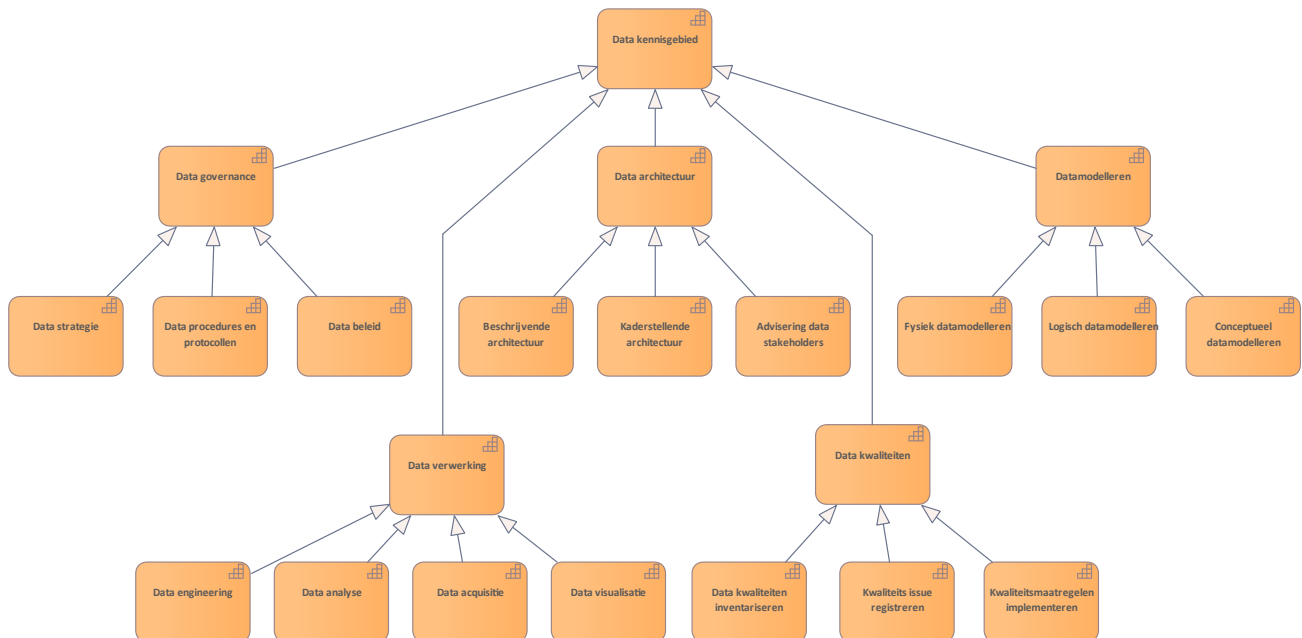 Data kennisgebied
Data governance
Data architectuur
Datamodelleren
Data strategie
Data procedures en
protocollen
Data beleid
Beschrijvende
architectuur
Kaderstellende
architectuur
Advisering data
stakeholders
Fysiek datamodelleren
Logisch datamodelleren
Conceptueel
datamodelleren
Data verwerking
Data kwaliteiten
Data engineering
Data analyse
Data acquisitie
Data visualisatie
Data kwaliteiten
inventariseren
Kwaliteits issue
registreren
Kwaliteitsmaatregelen
implementeren